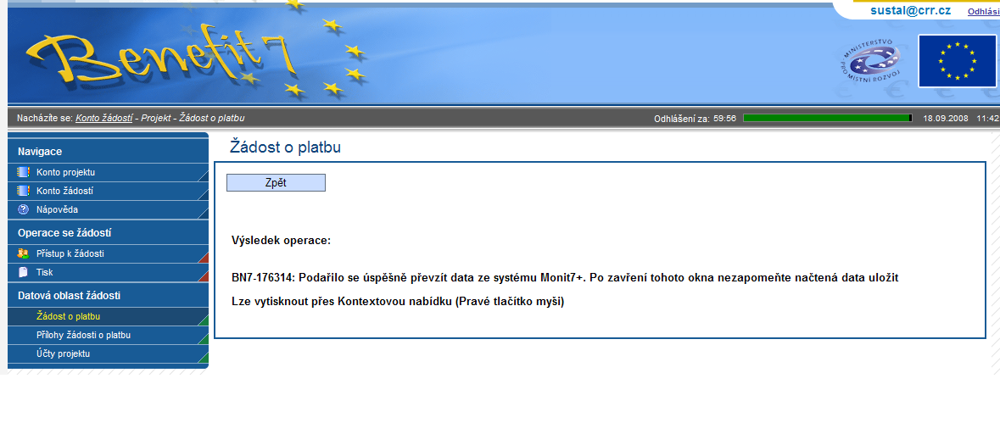 sustal@crr.cz Odhlási
Benefit 7
MINISTERSTVO
PRO MÍSTNÍ ROZVOJ
Nacházíte se: Konto žádostí - Projekt - Žádost o platbu
Odhlášení za: 59:56 18.09.2008 11:42
Navigace
Konto projektu
Konto žádostí
Nápověda
Operace se žádostí
Přístup k žádosti
Tisk
Datová oblast žádosti
Žádost o platbu
Přílohy žádosti o platbu
Účty projektu
Žádost o platbu
Zpět
Výsledek operace:
BN7-176314: Podařilo se úspěšně převzít data ze systému Monit7+. Po zavření tohoto okna nezapomeňte načtená data uložit
Lze vytisknout přes Kontextovou nabídku (Pravé tlačítko myši)